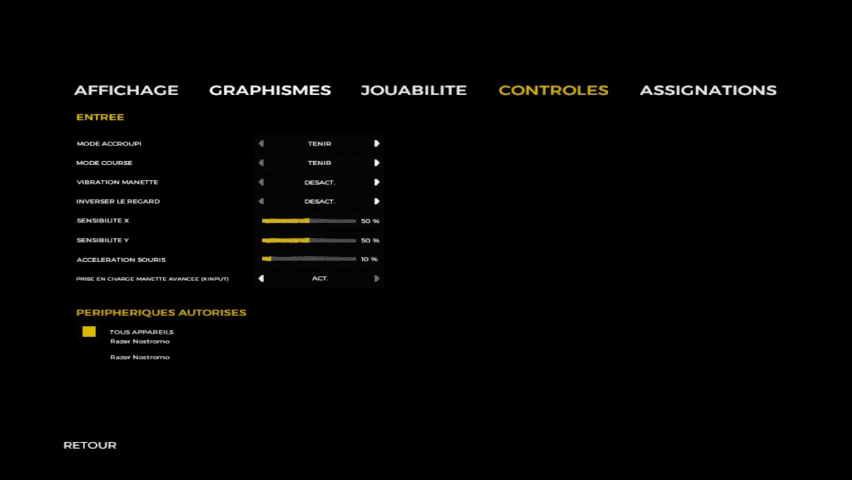 AFFICHAGE GRAPHISMES JOUABILITE CONTROLES ASSIGNATIONS
ENTREE
MODE ACCROUPI TENIR
MODE COURSE TENIR
VIBRATION MANETTE DESACT.
INVERSER LE REGARD DESACT.
SENSIBILITE X 50 %
SENSIBILITE Y 50 %
ACCELERATION SOURIS 10 %
PRISE EN CHARGE MANETTE AVANCEE (XINPUT) ACT.
PERIPHERIQUES AUTORISES
TOUS APPAREILS
Razer Nostromo
Razer Nostromo
RETOUR